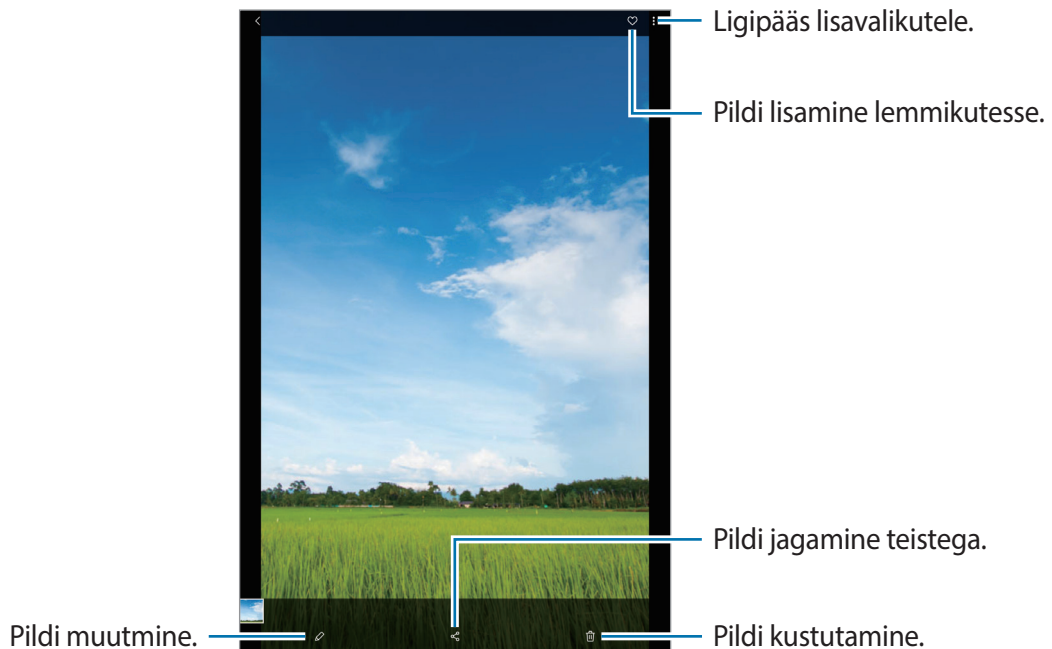 Ligipääs lisavalikutele.
Pildi lisamine lemmikutesse.
Pildi jagamine teistega.
Pildi muutmine.
Pildi kustutamine.